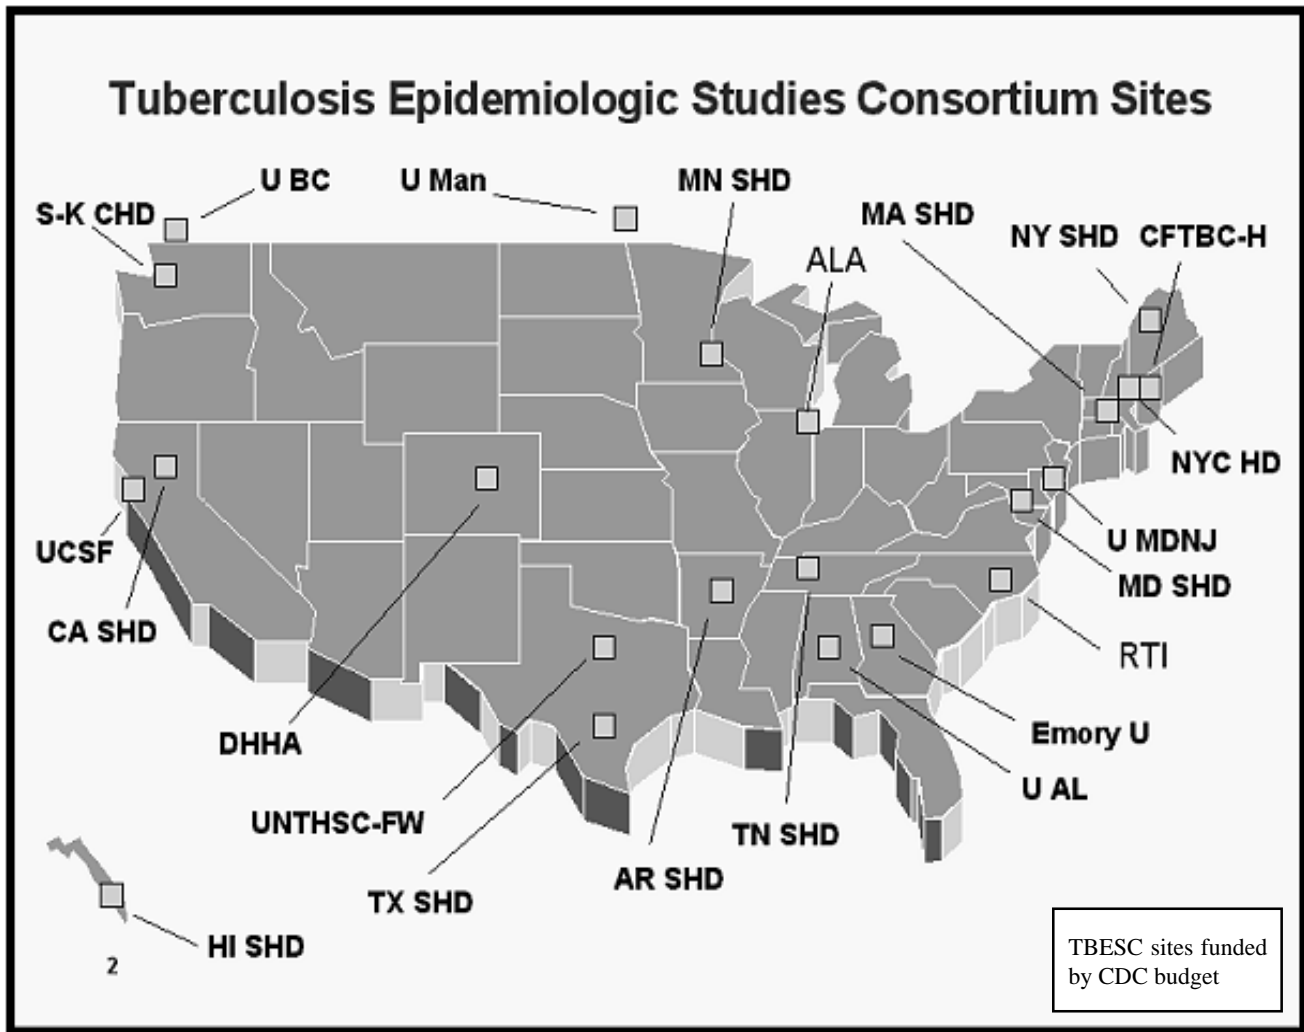 Tuberculosis Epidemiologic Studies Consortium Sites
U BC
U Man
MN SHD
S-K CHD
MA SHD
NY SHD
CFTBC-H
ALA
NYC HD
UCSF
U MDNJ
MD SHD
CA SHD
RTI
DHHA
Emory U
U AL
UNTHSC-FW
TN SHD
AR SHD
TX SHD
HI SHD
2
TBESC sites funded
by CDC budget